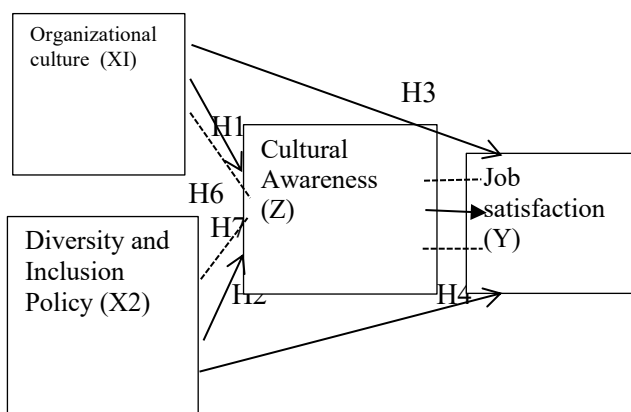 Organizational
culture (XI)
H3
H1
Cultural
Awareness
(Z)
Job
satisfaction
(Y)
H6
H7
Diversity and
Inclusion
Policy (X2)
H2
H4